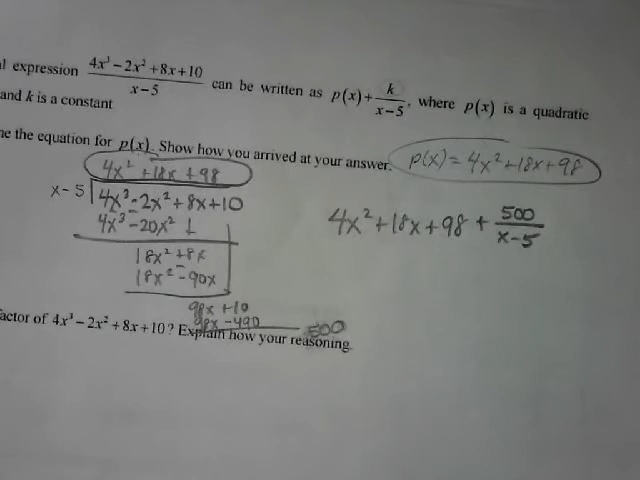 l expression 4x³ − 2x² + 8x + 10 / x − 5 can be written as p(x) + k / x − 5, where p(x) is a quadratic
and k is a constant
ne the equation for p(x). Show how you arrived at your answer. p(x) = 4x² + 18x + 98
4x² + 18x + 98
x − 5 4x³ − 2x² + 8x + 10
4x³ − 20x²
18x² + 8x
18x² − 90x
98x + 10
98x − 490
500
4x² + 18x + 98 + 500 / x − 5
actor of 4x³ − 2x² + 8x + 10? Explain how your reasoning.